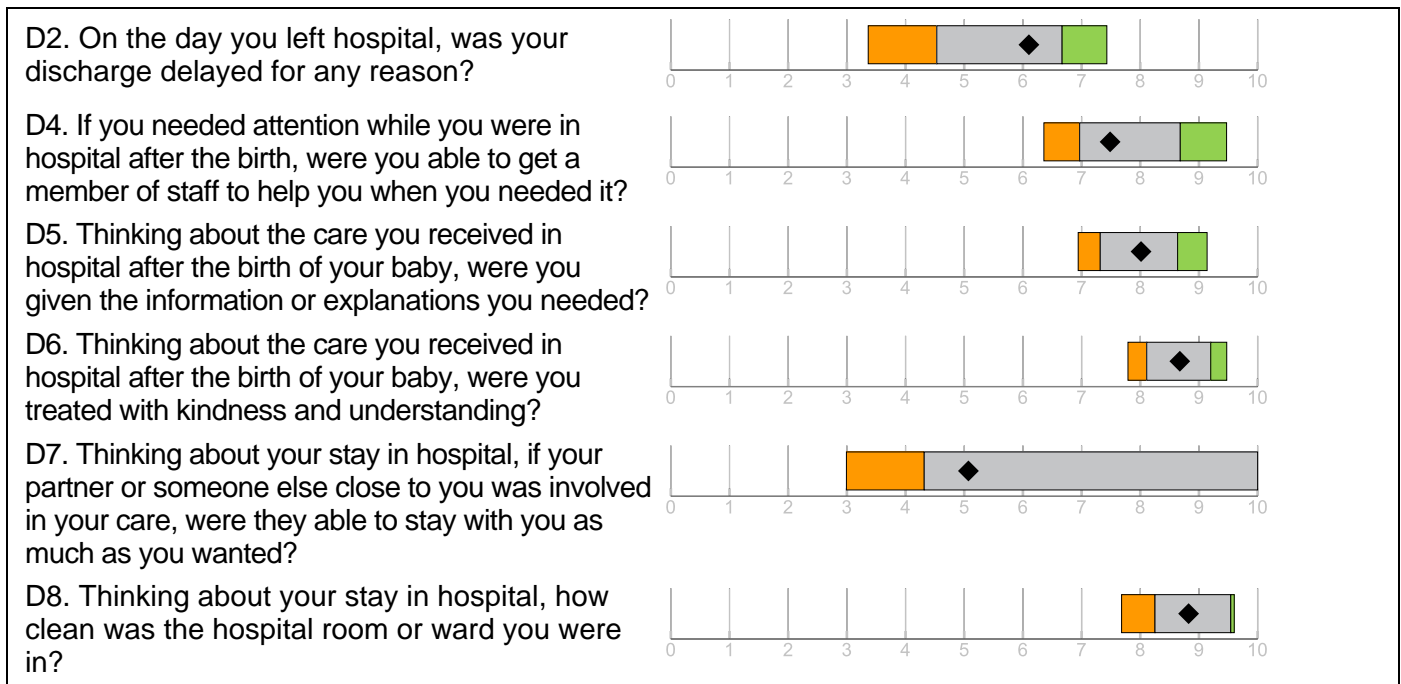 D2. On the day you left hospital, was your
discharge delayed for any reason?
0 1 2 3 4 5 6 7 8 9 10
D4. If you needed attention while you were in
hospital after the birth, were you able to get a
member of staff to help you when you needed it?
0 1 2 3 4 5 6 7 8 9 10
D5. Thinking about the care you received in
hospital after the birth of your baby, were you
given the information or explanations you needed?
0 1 2 3 4 5 6 7 8 9 10
D6. Thinking about the care you received in
hospital after the birth of your baby, were you
treated with kindness and understanding?
0 1 2 3 4 5 6 7 8 9 10
D7. Thinking about your stay in hospital, if your
partner or someone else close to you was involved
in your care, were they able to stay with you as
much as you wanted?
0 1 2 3 4 5 6 7 8 9 10
D8. Thinking about your stay in hospital, how
clean was the hospital room or ward you were
in?
0 1 2 3 4 5 6 7 8 9 10